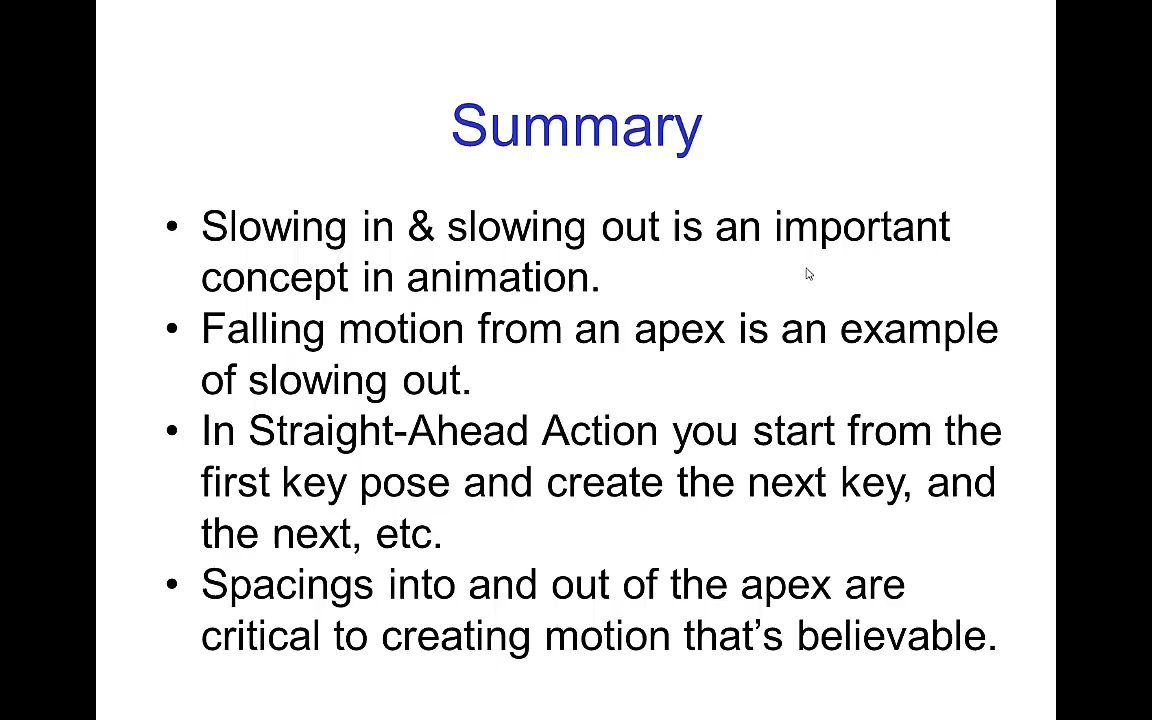 Summary
• Slowing in & slowing out is an important
concept in animation.
• Falling motion from an apex is an example
of slowing out.
• In Straight-Ahead Action you start from the
first key pose and create the next key, and
the next, etc.
• Spacings into and out of the apex are
critical to creating motion that’s believable.